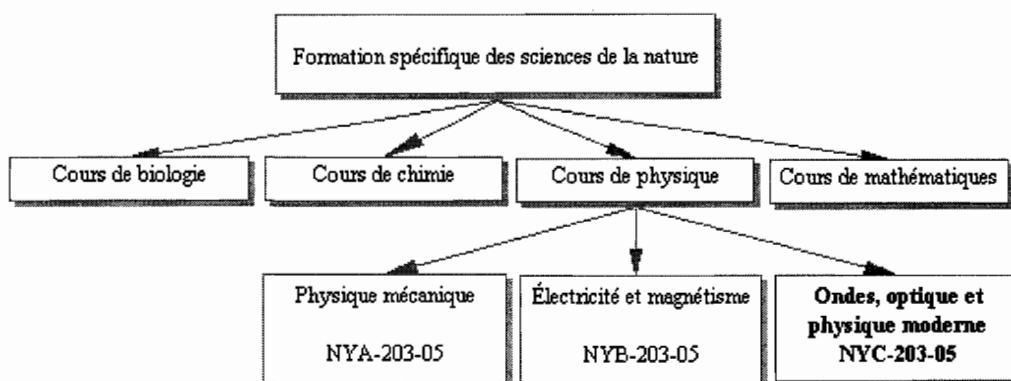 Formation spécifique des sciences de la nature
Cours de biologie
Cours de chimie
Cours de physique
Cours de mathématiques
Physique mécanique
NYA-203-05
Électricité et magnétisme
NYB-203-05
Ondes, optique et
physique moderne
NYC-203-05